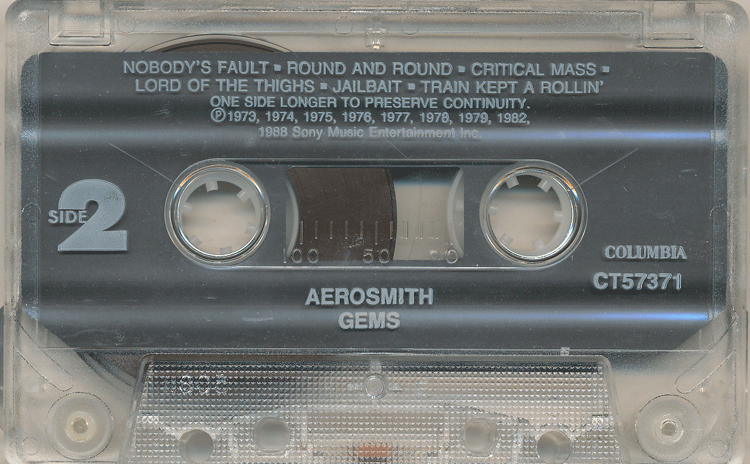 NOBODY'S FAULT ▪ ROUND AND ROUND ▪ CRITICAL MASS ▪
LORD OF THE THIGHS ▪ JAILBAIT ▪ TRAIN KEPT A ROLLIN'
ONE SIDE LONGER TO PRESERVE CONTINUITY.
Ⓟ1973, 1974, 1975, 1976, 1977, 1978, 1979, 1982,
1988 Sony Music Entertainment Inc.
SIDE 2
100 50 0
COLUMBIA
CT57371
AEROSMITH
GEMS